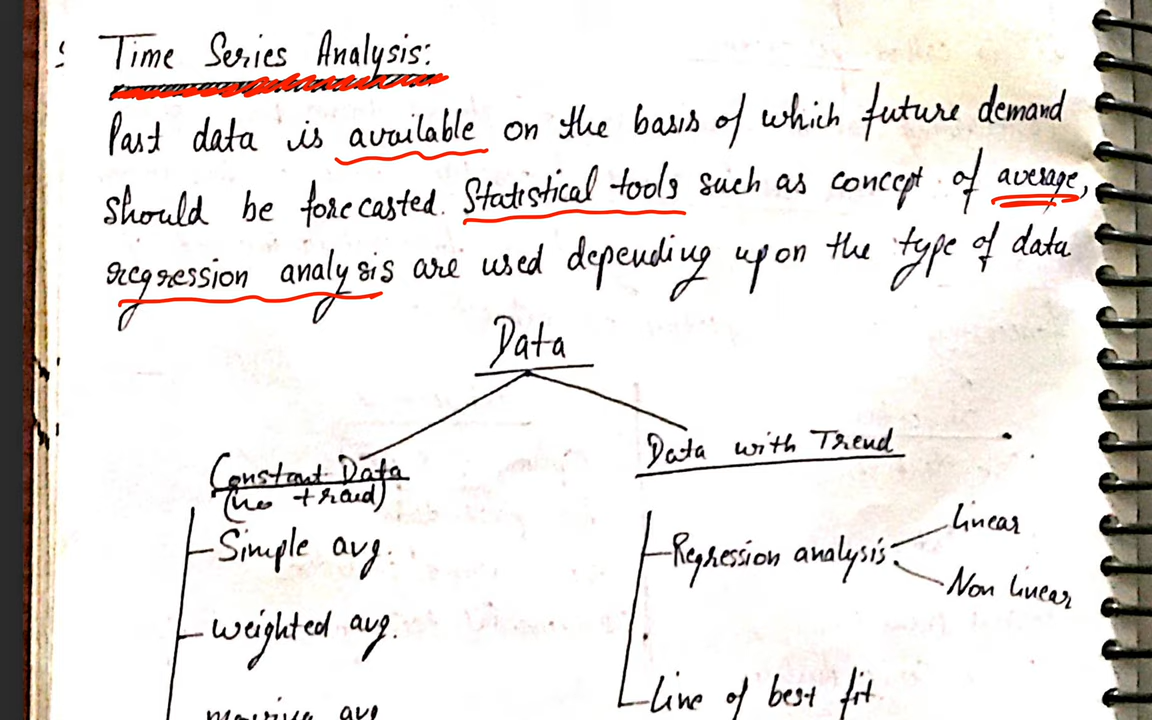 Time Series Analysis:
Past data is available on the basis of which future demand
should be forecasted. Statistical tools such as concept of average,
regression analysis are used depending upon the type of data
Data
Constant Data
(no trend)
Simple avg.
Weighted avg.
Moving avg
Data with Trend
Regression analysis
Linear
Non linear
Line of best fit